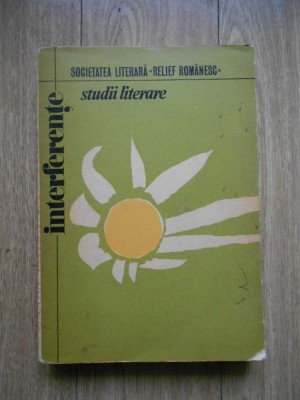 SOCIETATEA LITERARĂ «RELIEF ROMÂNESC»
studii literare
interferențe